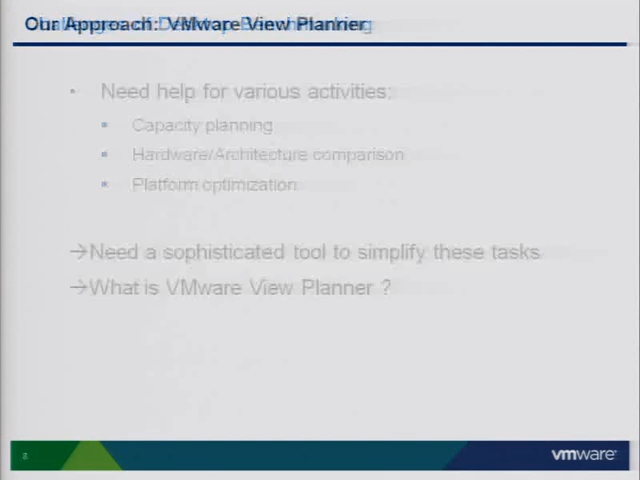 Our Approach: VMware View Planner
• Need help for various activities:
▪ Capacity planning
▪ Hardware/Architecture comparison
▪ Platform optimization
→Need a sophisticated tool to simplify these tasks
→What is VMware View Planner ?
vmware